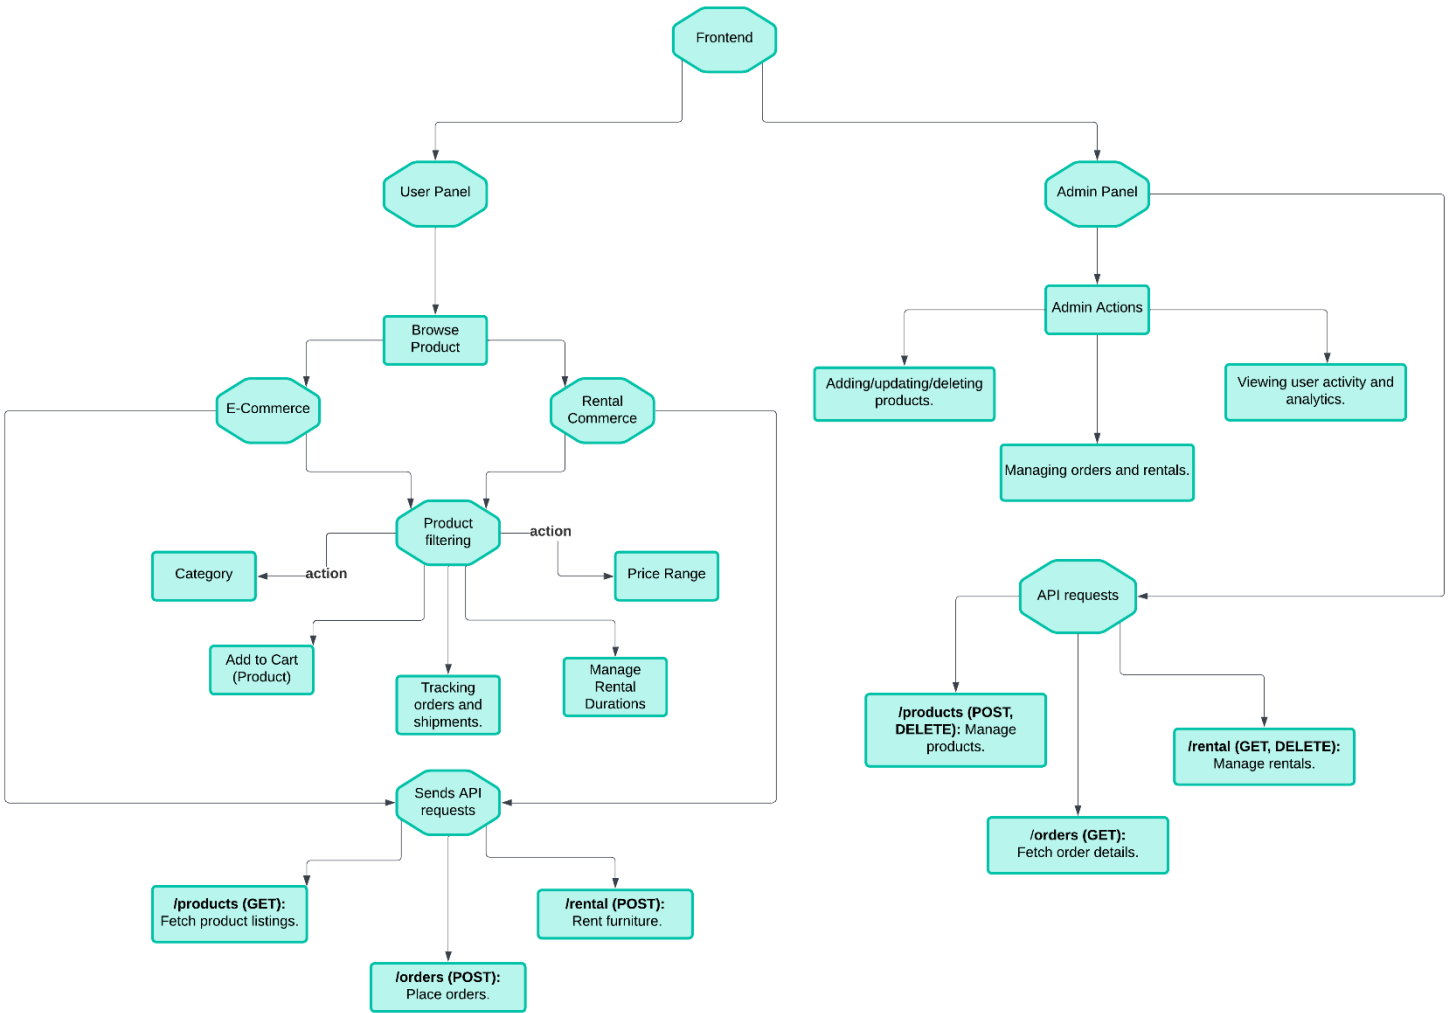 Frontend
User Panel
Admin Panel
Browse
Product
Admin Actions
E-Commerce
Rental
Commerce
Adding/updating/deleting
products.
Viewing user activity and
analytics.
Managing orders and rentals.
Product
filtering
action
action
Category
Price Range
Add to Cart
(Product)
Tracking
orders and
shipments.
Manage
Rental
Durations
API requests
/products (POST,
DELETE): Manage
products.
/rental (GET, DELETE):
Manage rentals.
/orders (GET):
Fetch order details.
Sends API
requests
/products (GET):
Fetch product listings.
/rental (POST):
Rent furniture.
/orders (POST):
Place orders.